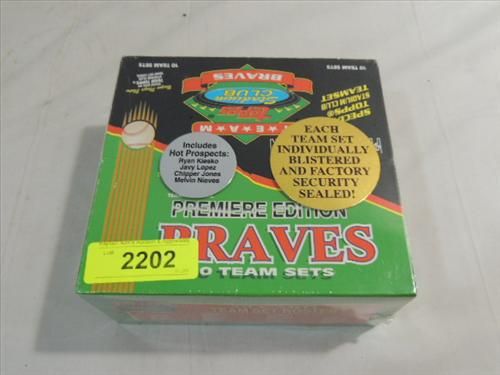 10 TEAM SETS
10 TEAM SETS
BRAVES
STADIUM CLUB
Topps
TEAM
SPECIAL
TOPPS®
STADIUM CLUB
TEAMSET
Includes
Hot Prospects:
Ryan Klesko
Javy Lopez
Chipper Jones
Melvin Nieves
EACH
TEAM SET
INDIVIDUALLY
BLISTERED
AND FACTORY
SECURITY
SEALED!
PREMIERE EDITION
BRAVES
10 TEAM SETS
2202